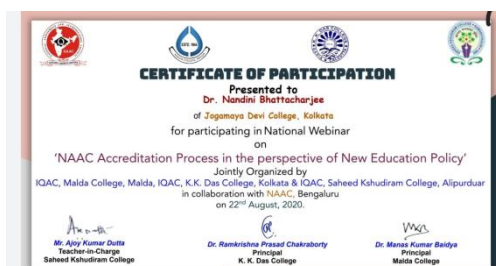 CERTIFICATE OF PARTICIPATION
Presented to
Dr. Nandini Bhattacharjee
of Jogamaya Devi College, Kolkata
for participating in National Webinar
on
'NAAC Accreditation Process in the perspective of New Education Policy'
Jointly Organized by
IQAC, Malda College, Malda, IQAC, K.K. Das College, Kolkata & IQAC, Saheed Kshudiram College, Alipurduar
in collaboration with NAAC, Bengaluru
on 22nd August, 2020.
Mr. Ajoy Kumar Dutta
Teacher-in-Charge
Saheed Kshudiram College
Dr. Ramkrishna Prasad Chakraborty
Principal
K. K. Das College
Dr. Manas Kumar Baidya
Principal
Malda College